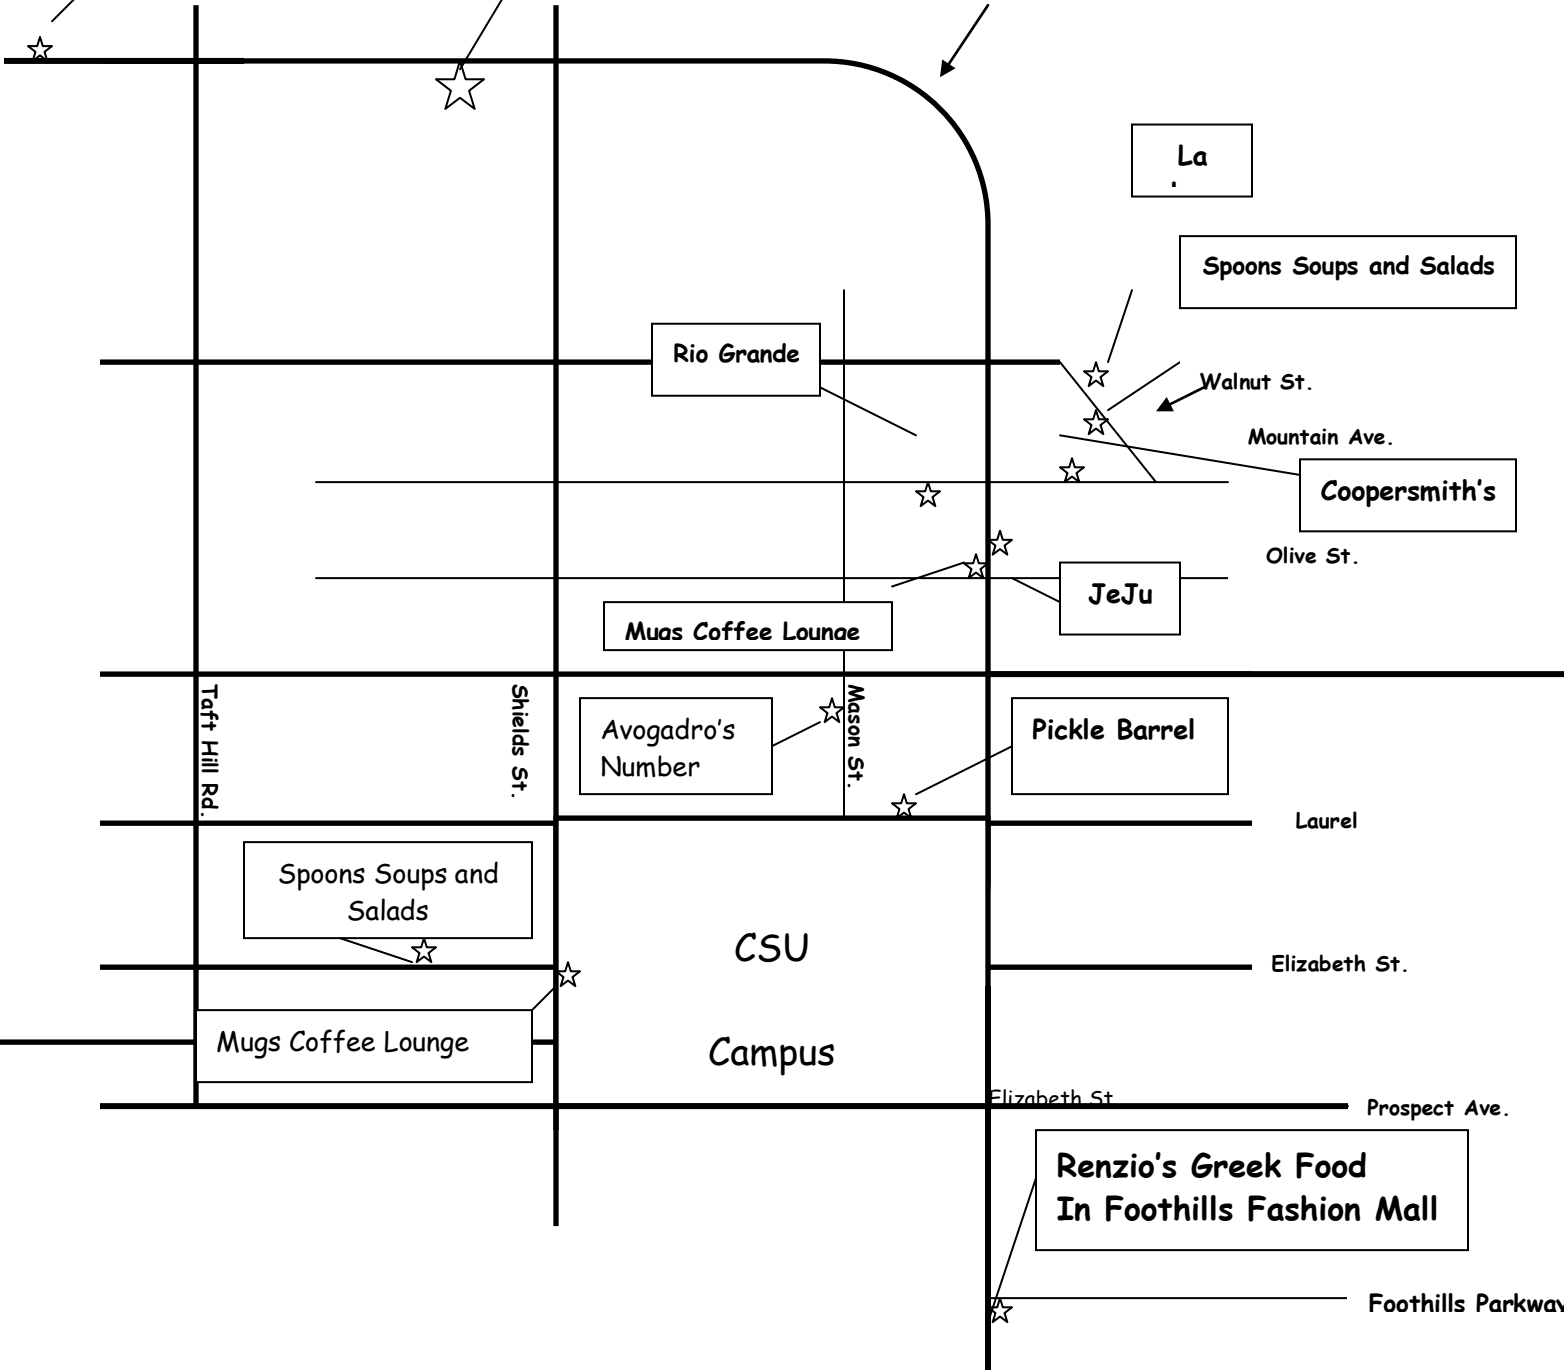 La
Spoons Soups and Salads
Rio Grande
Walnut St.
Mountain Ave.
Coopersmith's
Olive St.
JeJu
Mugs Coffee Lounge
Taft Hill Rd.
Shields St.
Mason St.
Avogadro's
Number
Pickle Barrel
Laurel
Spoons Soups and
Salads
CSU
Elizabeth St.
Mugs Coffee Lounge
Campus
Elizabeth St
Prospect Ave.
Renzio's Greek Food
In Foothills Fashion Mall
Foothills Parkway